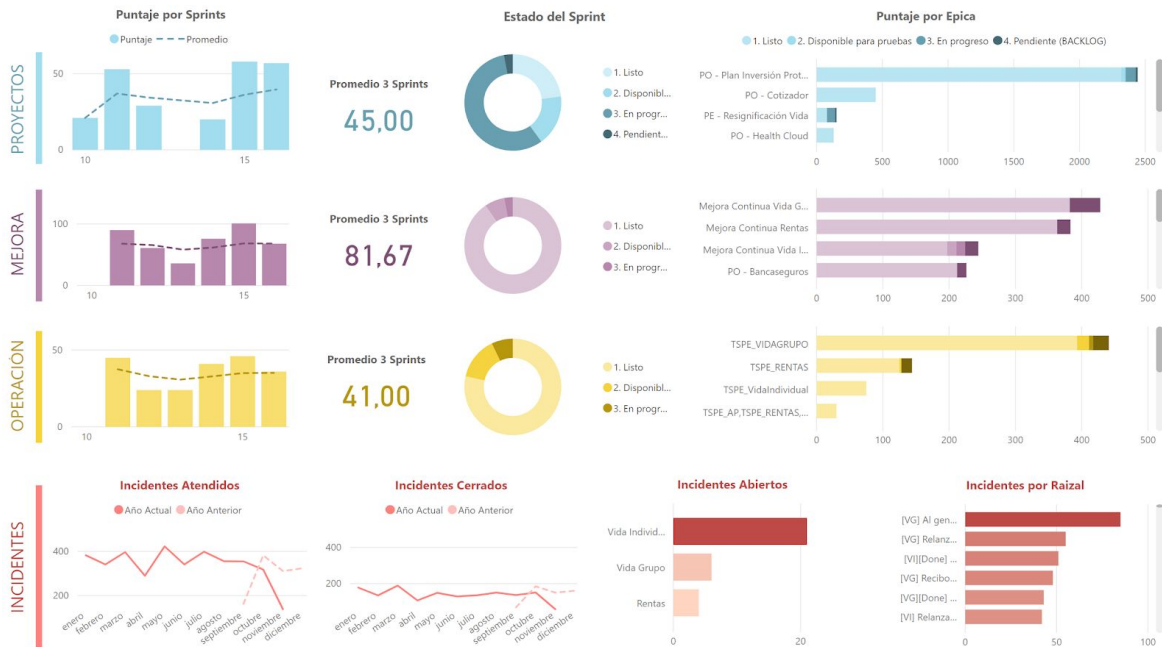 Puntaje por Sprints
Estado del Sprint
Puntaje por Epica
Puntaje Promedio
1. Listo 2. Disponible para pruebas 3. En progreso 4. Pendiente (BACKLOG)
PROYECTOS
50
0
10 15
Promedio 3 Sprints
45,00
1. Listo
2. Disponibl...
3. En progr...
4. Pendient...
PO - Plan Inversión Prot...
PO - Cotizador
PE - Resignificación Vida
PO - Health Cloud
0 500 1000 1500 2000 2500
MEJORA
100
0
10 15
Promedio 3 Sprints
81,67
1. Listo
2. Disponibl...
3. En progr...
Mejora Continua Vida G...
Mejora Continua Rentas
Mejora Continua Vida I...
PO - Bancaseguros
0 100 200 300 400 500
OPERACIÓN
50
0
10 15
Promedio 3 Sprints
41,00
1. Listo
2. Disponibl...
3. En progr...
TSPE_VIDAGRUPO
TSPE_RENTAS
TSPE_VidaIndividual
TSPE_AP,TSPE_RENTAS,...
0 100 200 300 400 500
INCIDENTES
Incidentes Atendidos
Año Actual Año Anterior
400
200
enero febrero marzo abril mayo junio julio agosto septiembre octubre noviembre diciembre
Incidentes Cerrados
Año Actual Año Anterior
400
200
enero febrero marzo abril mayo junio julio agosto septiembre octubre noviembre diciembre
Incidentes Abiertos
Vida Individ...
Vida Grupo
Rentas
0 20
Incidentes por Raizal
[VG] Al gen...
[VG] Relanz...
[VI][Done] ...
[VG] Recibo...
[VG][Done] ...
[VI] Relanza...
0 50 100